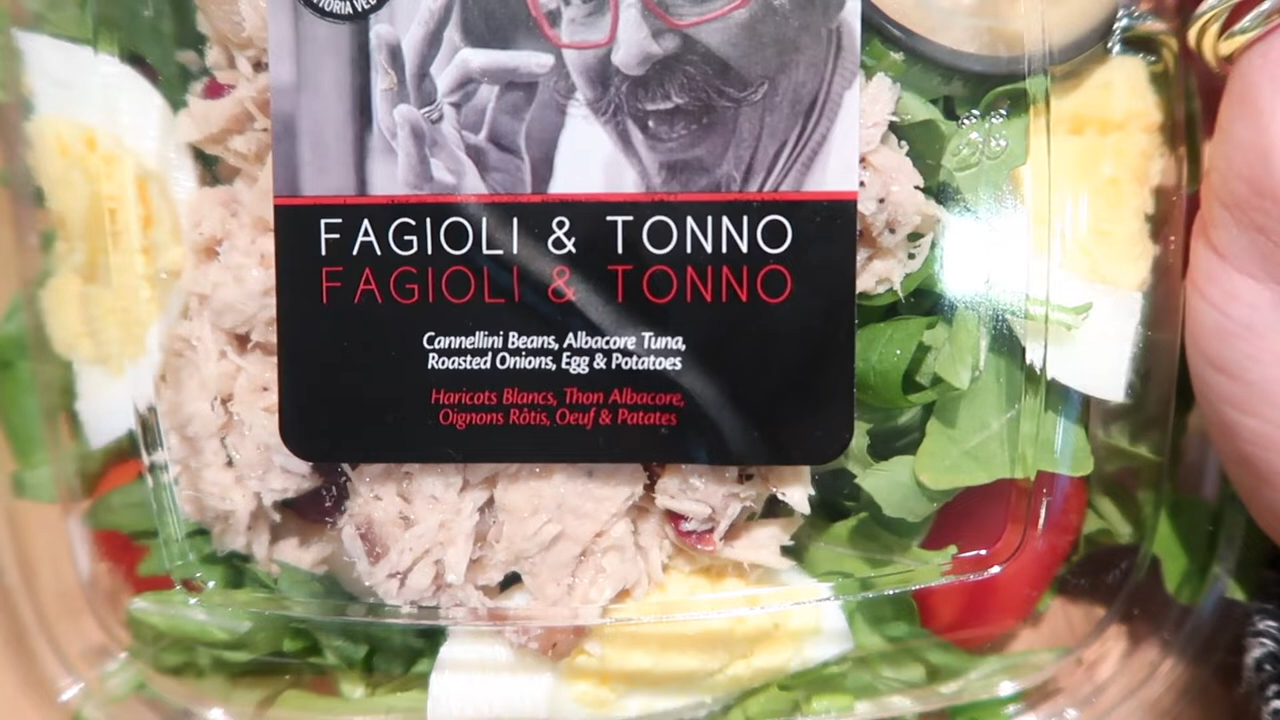 FAGIOLI & TONNO
FAGIOLI & TONNO
Cannellini Beans, Albacore Tuna,
Roasted Onions, Egg & Potatoes
Haricots Blancs, Thon Albacore,
Oignons Rôtis, Oeuf & Patates